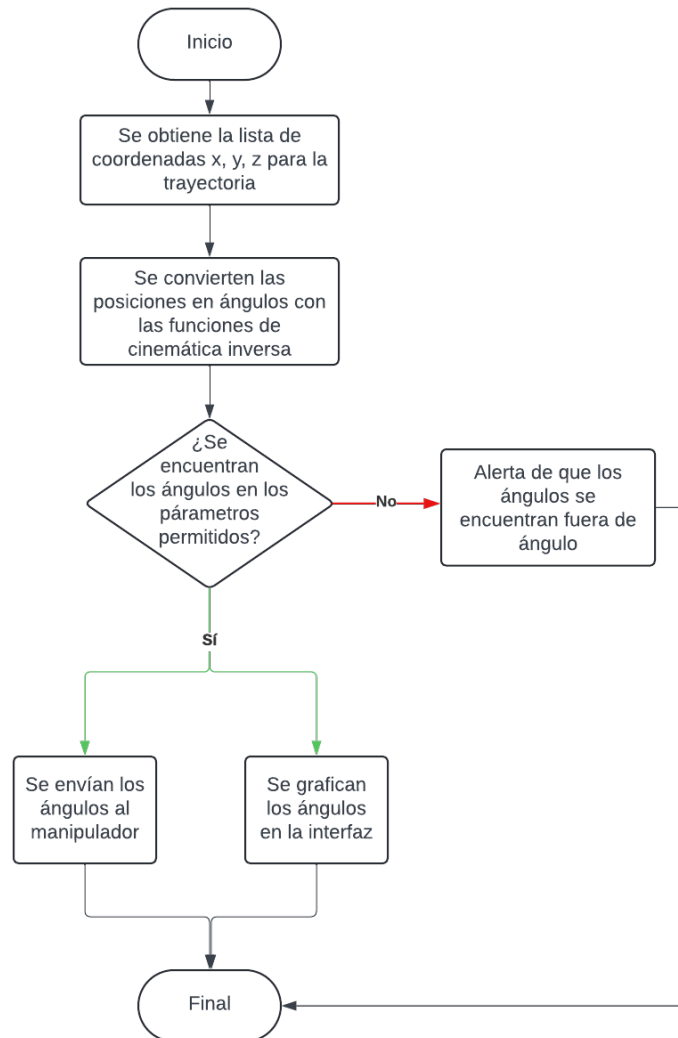 Inicio
Se obtiene la lista de
coordenadas x, y, z para la
trayectoria
Se convierten las
posiciones en ángulos con
las funciones de
cinemática inversa
¿Se
encuentran
los ángulos en los
párametros
permitidos?
No
Alerta de que los
ángulos se
encuentran fuera de
ángulo
Sí
Se envían los
ángulos al
manipulador
Se grafican
los ángulos
en la interfaz
Final